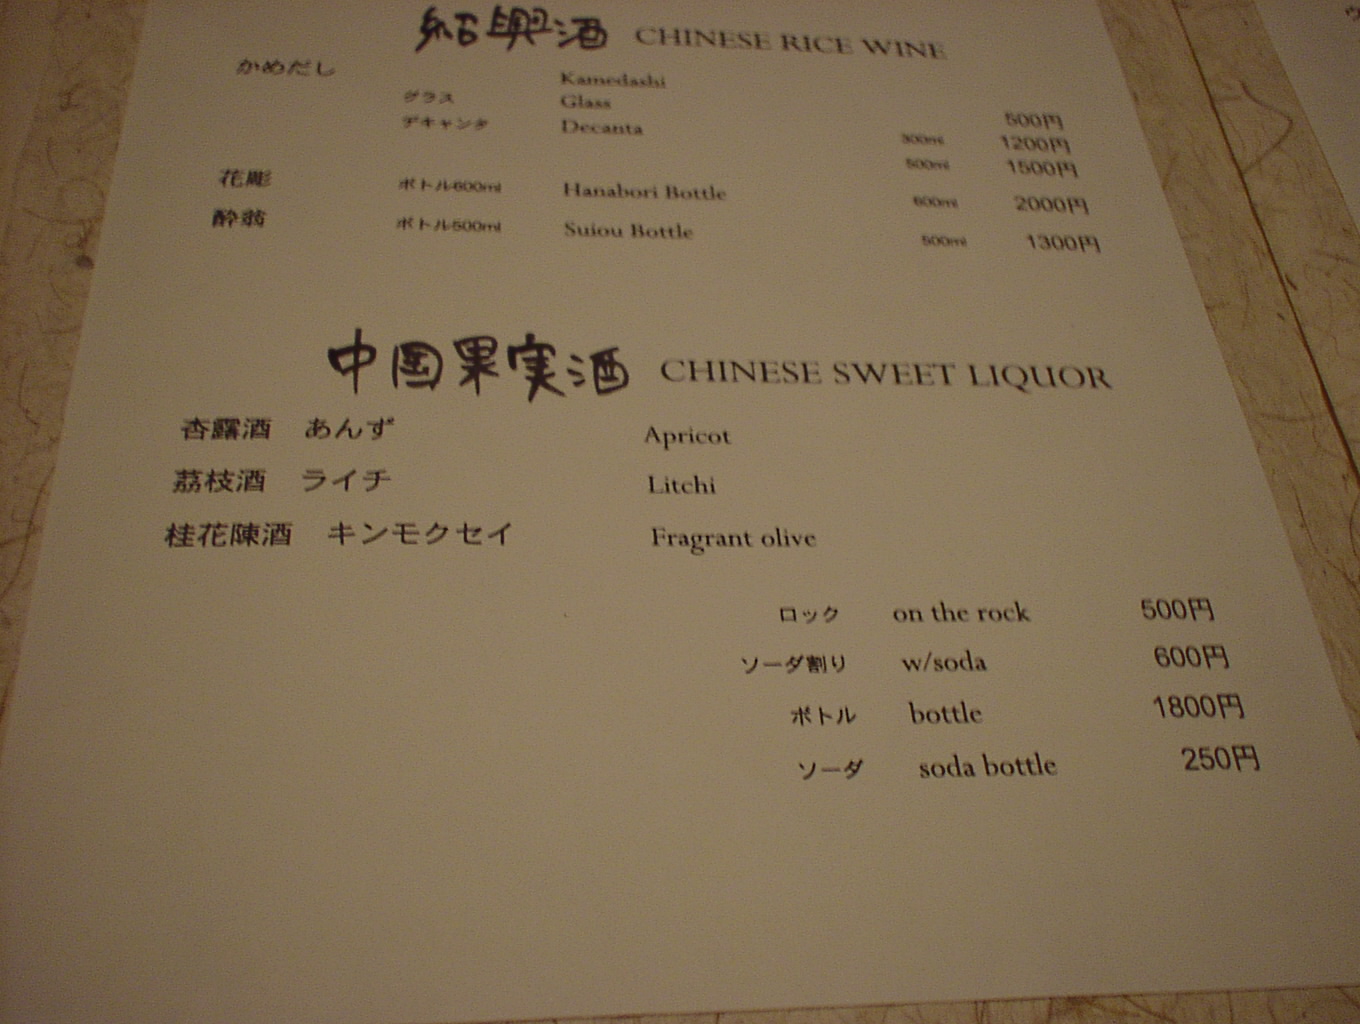 紹興酒 CHINESE RICE WINE
かめだし Kamedashi
グラス Glass 500円
デキャンタ Decanta 300ml 1200円
500ml 1500円
花彫 ボトル600ml Hanabori Bottle 600ml 2000円
酔翁 ボトル500ml Suiou Bottle 500ml 1300円
中国果実酒 CHINESE SWEET LIQUOR
杏露酒 あんず Apricot
茘枝酒 ライチ Litchi
桂花陳酒 キンモクセイ Fragrant olive
ロック on the rock 500円
ソーダ割り w/soda 600円
ボトル bottle 1800円
ソーダ soda bottle 250円